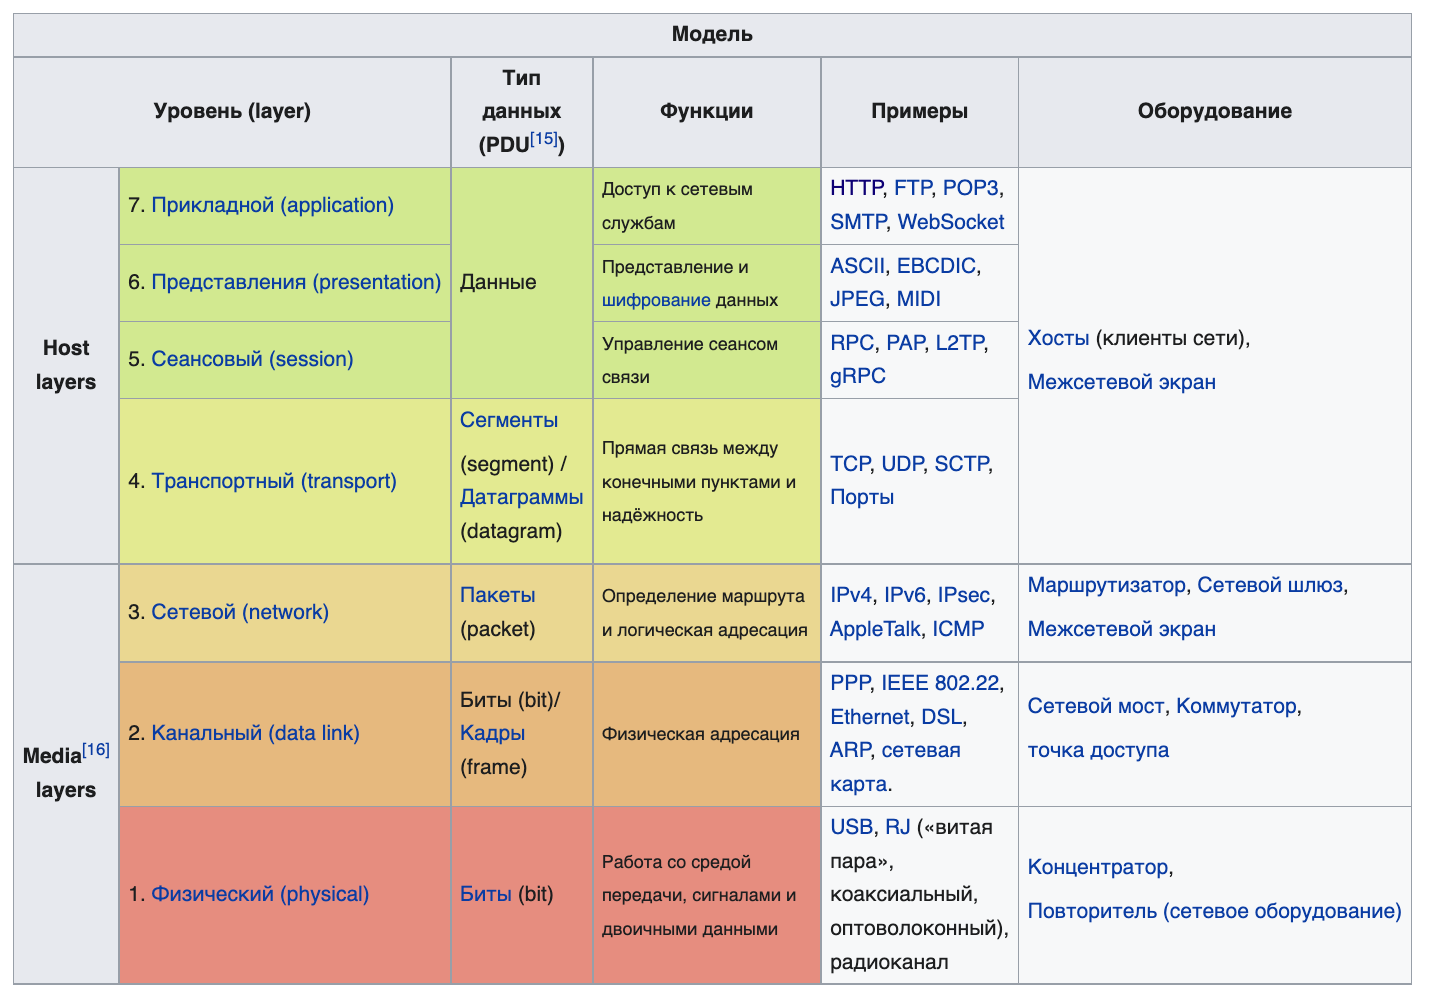 Модель
Уровень (layer)
Тип
данных
(PDU[15])
Функции
Примеры
Оборудование
Host
layers
7. Прикладной (application)
Данные
Доступ к сетевым
службам
HTTP, FTP, POP3,
SMTP, WebSocket
Хосты (клиенты сети),
Межсетевой экран
6. Представления (presentation)
Представление и
шифрование данных
ASCII, EBCDIC,
JPEG, MIDI
5. Сеансовый (session)
Управление сеансом
связи
RPC, PAP, L2TP,
gRPC
4. Транспортный (transport)
Сегменты
(segment) /
Датаграммы
(datagram)
Прямая связь между
конечными пунктами и
надёжность
TCP, UDP, SCTP,
Порты
Media[16]
layers
3. Сетевой (network)
Пакеты
(packet)
Определение маршрута
и логическая адресация
IPv4, IPv6, IPsec,
AppleTalk, ICMP
Маршрутизатор, Сетевой шлюз,
Межсетевой экран
2. Канальный (data link)
Биты (bit)/
Кадры
(frame)
Физическая адресация
PPP, IEEE 802.22,
Ethernet, DSL,
ARP, сетевая
карта.
Сетевой мост, Коммутатор,
точка доступа
1. Физический (physical)
Биты (bit)
Работа со средой
передачи, сигналами и
двоичными данными
USB, RJ («витая
пара»,
коаксиальный,
оптоволоконный),
радиоканал
Концентратор,
Повторитель (сетевое оборудование)